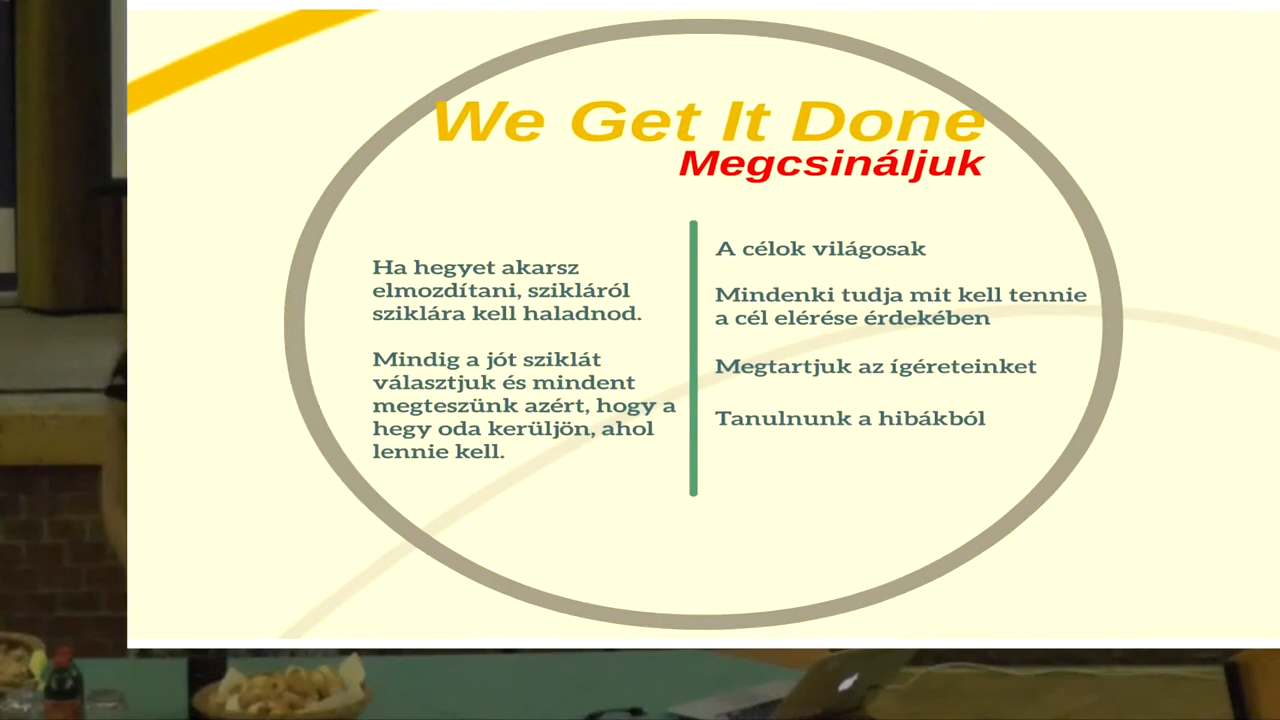 We Get It Done
Megcsináljuk
Ha hegyet akarsz
elmozdítani, szikláról
sziklára kell haladnod.
Mindig a jót sziklát
választjuk és mindent
megteszünk azért, hogy a
hegy oda kerüljön, ahol
lennie kell.
A célok világosak
Mindenki tudja mit kell tennie
a cél elérése érdekében
Megtartjuk az ígéreteinket
Tanulnunk a hibákból